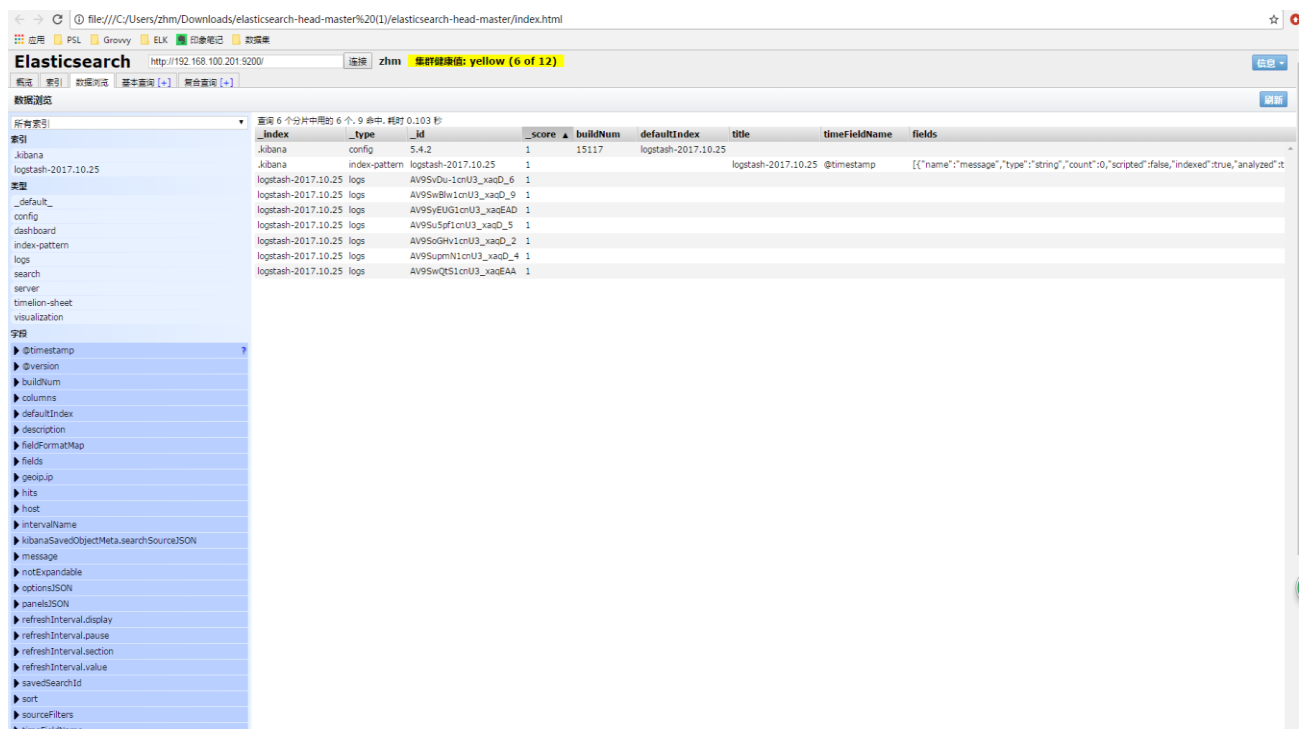 file:///C:/Users/zhm/Downloads/elasticsearch-head-master%20(1)/elasticsearch-head-master/index.html
应用 PSL Growvy ELK 印象笔记 数据集
Elasticsearch http://192.168.100.201:9200/ 连接 zhm 集群健康值: yellow (6 of 12) 信息
概览 索引 数据浏览 基本查询 [+] 复合查询 [+]
数据浏览 刷新
所有索引 查询 6 个分片中用的 6 个. 9 命中. 耗时 0.103 秒
_index _type _id _score ▲ buildNum defaultIndex title timeFieldName fields
.kibana config 5.4.2 1 15117 logstash-2017.10.25
.kibana index-pattern logstash-2017.10.25 1 logstash-2017.10.25 @timestamp [{"name":"message","type":"string","count":0,"scripted":false,"indexed":true,"analyzed":t
logstash-2017.10.25 logs AV9SvDu-1cnU3_xaqD_6 1
logstash-2017.10.25 logs AV9SwBlw1cnU3_xaqD_9 1
logstash-2017.10.25 logs AV9SyEUG1cnU3_xaqEAD 1
logstash-2017.10.25 logs AV9Su5pf1cnU3_xaqD_5 1
logstash-2017.10.25 logs AV9SoGHv1cnU3_xaqD_2 1
logstash-2017.10.25 logs AV9SupmN1cnU3_xaqD_4 1
logstash-2017.10.25 logs AV9SwQtS1cnU3_xaqEAA 1
索引
.kibana
logstash-2017.10.25
类型
_default_
config
dashboard
index-pattern
logs
search
server
timelion-sheet
visualization
字段
@timestamp ?
@version
buildNum
columns
defaultIndex
description
fieldFormatMap
fields
geoip.ip
hits
host
intervalName
kibanaSavedObjectMeta.searchSourceJSON
message
notExpandable
optionsJSON
panelsJSON
refreshInterval.display
refreshInterval.pause
refreshInterval.section
refreshInterval.value
savedSearchId
sort
sourceFilters